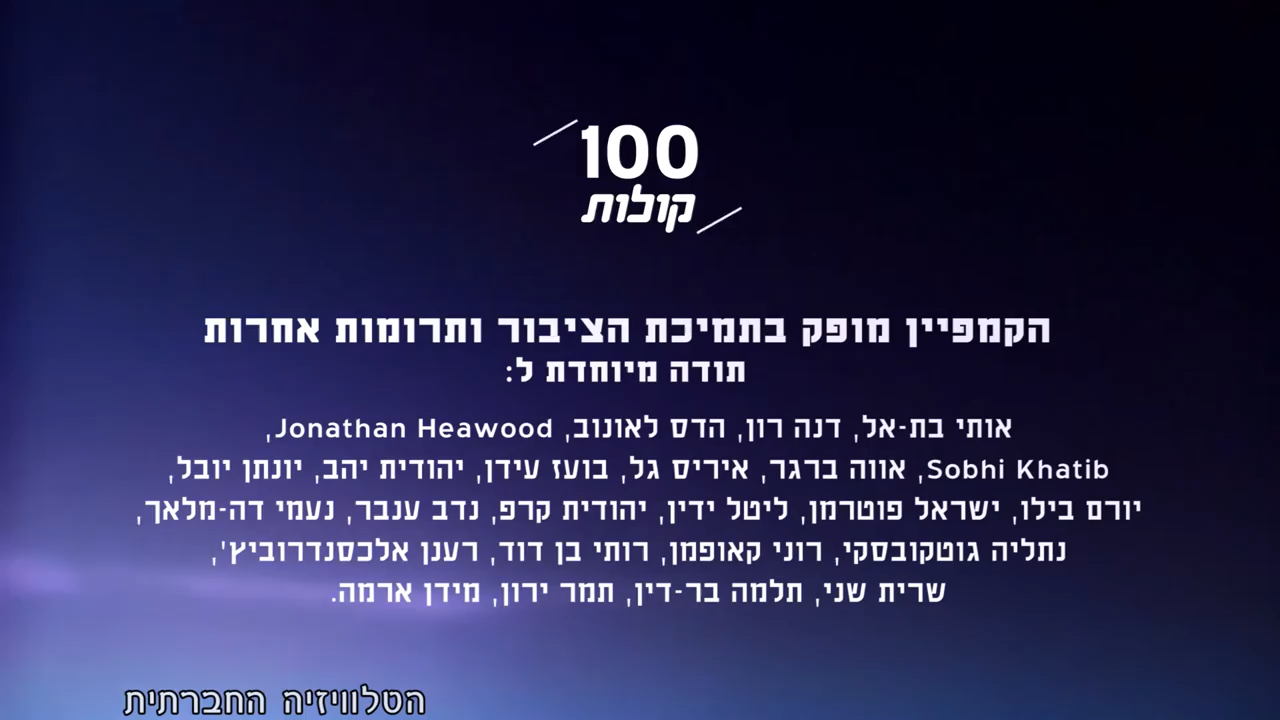 100
קולות
הקמפיין מופק בתמיכת הציבור ותרומות אחרות
תודה מיוחדת ל:
אותי בת-אל, דנה רון, הדס לאונוב, Jonathan Heawood,
Sobhi Khatib, אווה ברגר, איריס גל, בועז עידן, יהודית יהב, יונתן יובל,
יורם בילו, ישראל פוטרמן, ליטל ידין, יהודית קרפ, נדב ענבר, נעמי דה-מלאך,
נתליה גוטקובסקי, רוני קאופמן, רותי בן דוד, רענן אלכסנדרוביץ',
שרית שני, תלמה בר-דין, תמר ירון, מידן ארמה.
הטלוויזיה החברתית